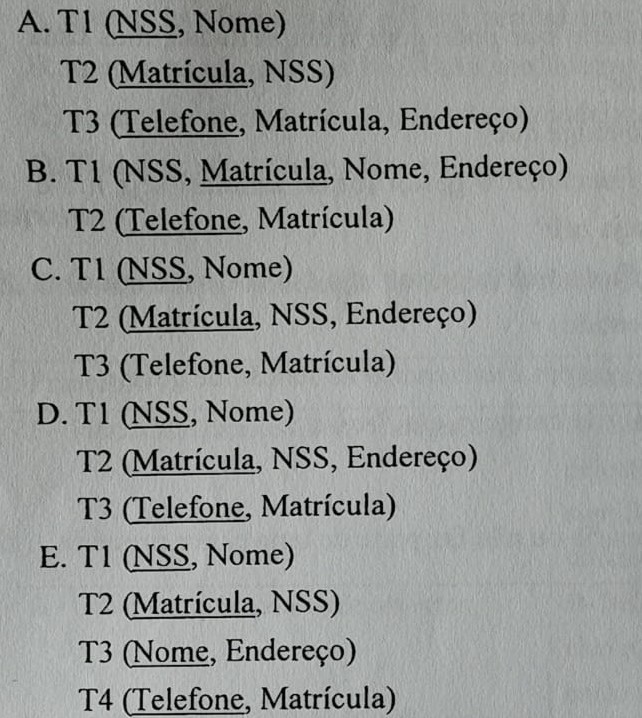 A. T1 (NSS, Nome)
T2 (Matrícula, NSS)
T3 (Telefone, Matrícula, Endereço)
B. T1 (NSS, Matrícula, Nome, Endereço)
T2 (Telefone, Matrícula)
C. T1 (NSS, Nome)
T2 (Matrícula, NSS, Endereço)
T3 (Telefone, Matrícula)
D. T1 (NSS, Nome)
T2 (Matrícula, NSS, Endereço)
T3 (Telefone, Matrícula)
E. T1 (NSS, Nome)
T2 (Matrícula, NSS)
T3 (Nome, Endereço)
T4 (Telefone, Matrícula)